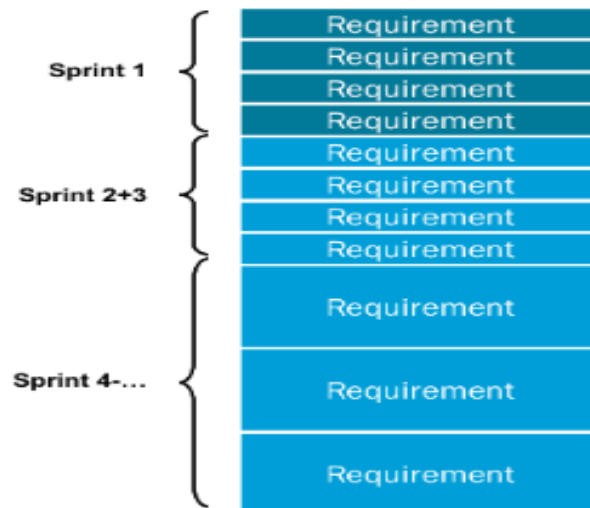 Sprint 1
Requirement
Requirement
Requirement
Requirement
Sprint 2+3
Requirement
Requirement
Requirement
Requirement
Sprint 4-...
Requirement
Requirement
Requirement